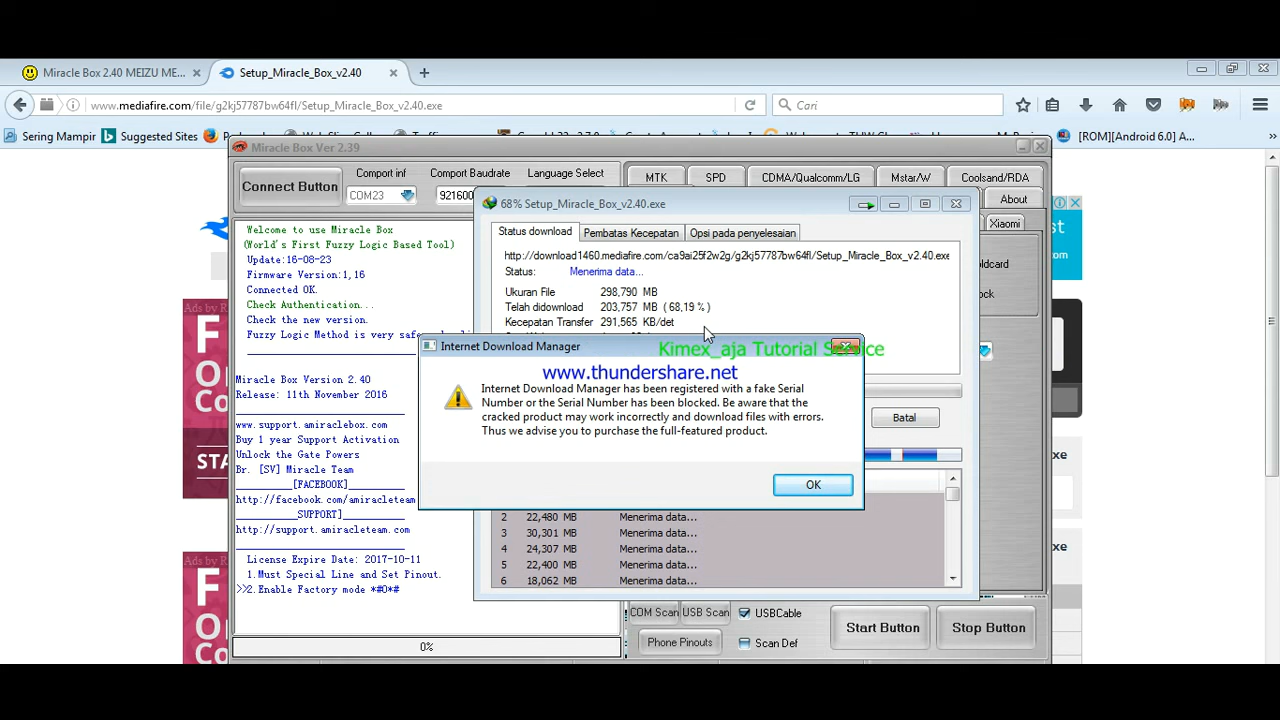 Miracle Box 2.40 MEIZU ME...
Setup_Miracle_Box_v2.40
www.mediafire.com/file/g2kj57787bw64fl/Setup_Miracle_Box_v2.40.exe
Cari
Sering Mampir
Suggested Sites
[ROM][Android 6.0] A...
Miracle Box Ver 2.39
Connect Button
Comport inf
Comport Baudrate
Language Select
COM23
921600
MTK
SPD
CDMA/Qualcomm/LG
Mstar/W
Coolsand/RDA
About
Xiaomi
Welcome to use Miracle Box
(World's First Fuzzy Logic Based Tool)
Update:16-08-23
Firmware Version:1,16
Connected OK.
Check Authentication...
Check the new version.
Fuzzy Logic Method is very safe
Miracle Box Version 2.40
Release: 11th November 2016
www.support.amiraclebox.com
Buy 1 year Support Activation
Unlock the Gate Powers
Br. [SV] Miracle Team
[FACEBOOK]
http://facebook.com/amiracleteam
SUPPORT]
http://support.amiracleteam.com
License Expire Date: 2017-10-11
1.Must Special Line and Set Pinout.
>>2.Enable Factory mode *#0*#
0%
68% Setup_Miracle_Box_v2.40.exe
Status download
Pembatas Kecepatan
Opsi pada penyelesaian
http://download1460.mediafire.com/ca9ai25f2w2g/g2kj57787bw64fl/Setup_Miracle_Box_v2.40.exe
Status: Menerima data...
Ukuran File 298,790 MB
Telah didownload 203,757 MB ( 68,19 % )
Kecepatan Transfer 291,565 KB/det
Internet Download Manager
Kimex_aja Tutorial Service
www.thundershare.net
Internet Download Manager has been registered with a fake Serial
Number or the Serial Number has been blocked. Be aware that the
cracked product may work incorrectly and download files with errors.
Thus we advise you to purchase the full-featured product.
OK
Batal
2 22,480 MB Menerima data...
3 30,301 MB Menerima data...
4 24,307 MB Menerima data...
5 22,400 MB Menerima data...
6 18,062 MB Menerima data...
COM Scan
USB Scan
USBCable
Phone Pinouts
Scan Def
Start Button
Stop Button
Ads by